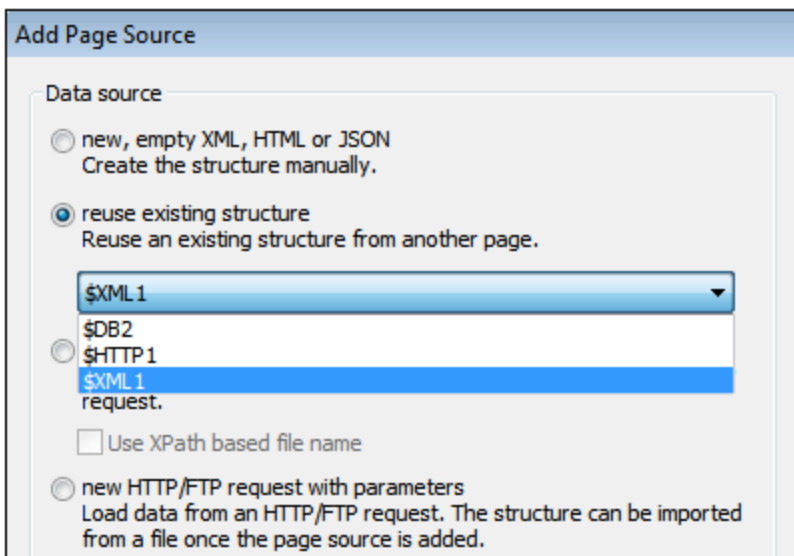 Add Page Source
Data source
new, empty XML, HTML or JSON
Create the structure manually.
reuse existing structure
Reuse an existing structure from another page.
$XML1
$DB2
$HTTP1
$XML1
request.
Use XPath based file name
new HTTP/FTP request with parameters
Load data from an HTTP/FTP request. The structure can be imported
from a file once the page source is added.